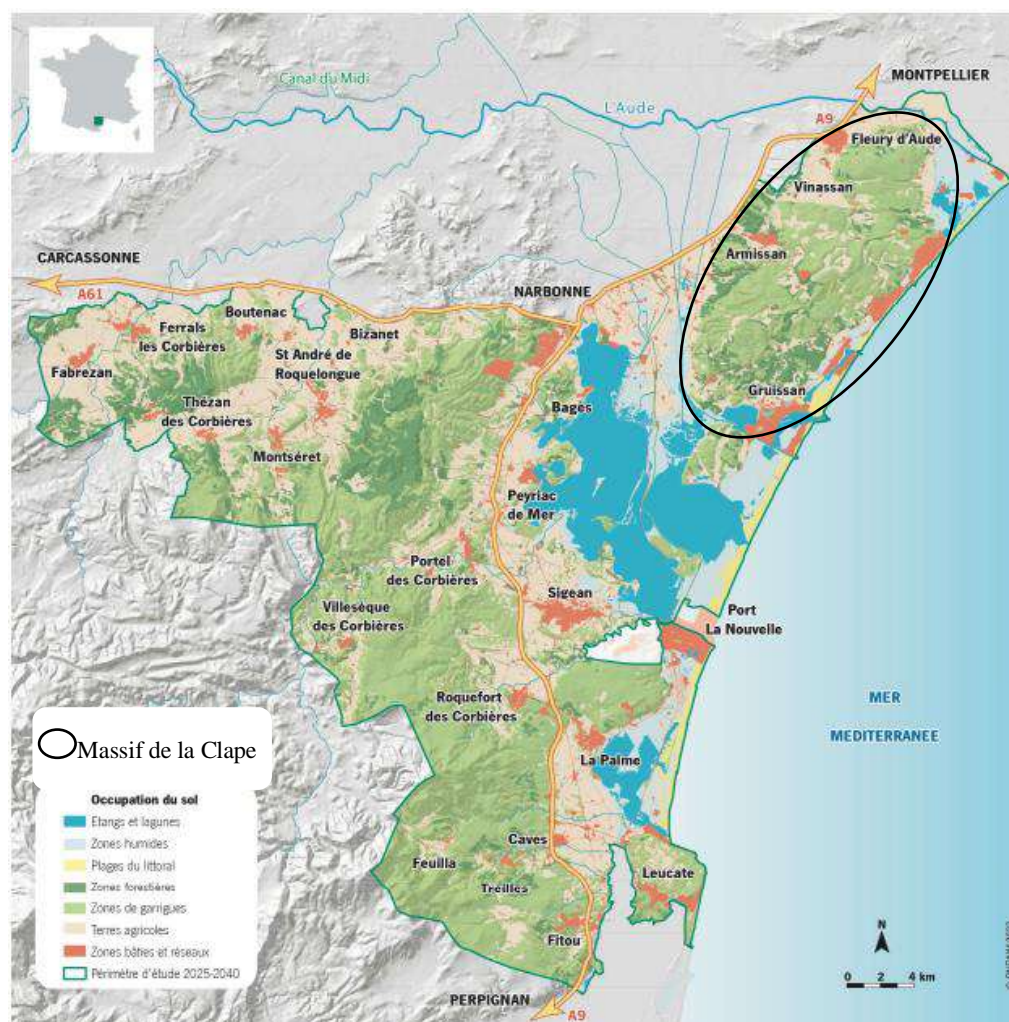 MONTPELLIER
Canal du Midi
L'Aude
A9
Fleury d'Aude
Vinassan
CARCASSONNE
Armissan
A61
NARBONNE
Boutenac
Ferrals
les Corbières
Bizanet
St André de
Roquelongue
Fabrezan
Gruissan
Thézan
des Corbières
Bages
Montséret
Peyriac
de Mer
Portel
des Corbières
Sigean
Villesèque
des Corbières
Port
La Nouvelle
Roquefort
des Corbières
MER
MEDITERRANÉE
Massif de la Clape
La Palme
Occupation du sol
Etangs et lagunes
Zones humides
Plages du littoral
Zones forestières
Zones de garrigues
Terres agricoles
Zones bâties et réseaux
Périmètre d'étude 2025-2040
Caves
Feuilla
Leucate
Treilles
Fitou
N
0 2 4 km
PERPIGNAN
A9